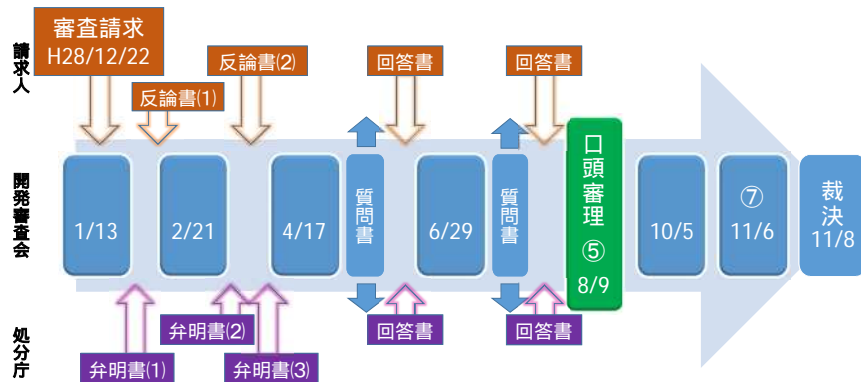 請求人
審査請求
H28/12/22
反論書(1)
反論書(2)
回答書
回答書
開発審査会
1/13
2/21
4/17
質問書
6/29
質問書
口頭審理
⑤
8/9
10/5
⑦
11/6
裁決
11/8
処分庁
弁明書(1)
弁明書(2)
弁明書(3)
回答書
回答書